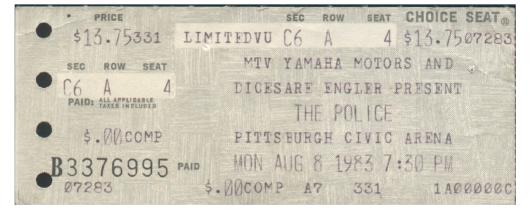 PRICE SEC ROW SEAT CHOICE SEAT®
$13.75331 LIMITEDVU C6 A 4 $13.7507283
SEC ROW SEAT MTV YAMAHA MOTORS AND
C6 A 4 DICESARE ENGLER PRESENT
PAID: ALL APPLICABLE TAXES INCLUDED
THE POLICE
$.00COMP PITTSBURGH CIVIC ARENA
B3376995 PAID MON AUG 8 1983 7:30 PM
07283 $.00COMP A7 331 1A00000C